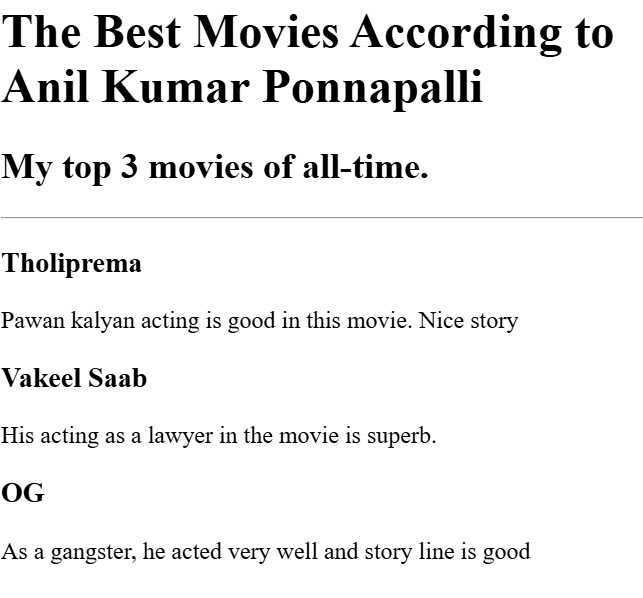 The Best Movies According to
Anil Kumar Ponnapalli
My top 3 movies of all-time.
Tholiprema
Pawan kalyan acting is good in this movie. Nice story
Vakeel Saab
His acting as a lawyer in the movie is superb.
OG
As a gangster, he acted very well and story line is good